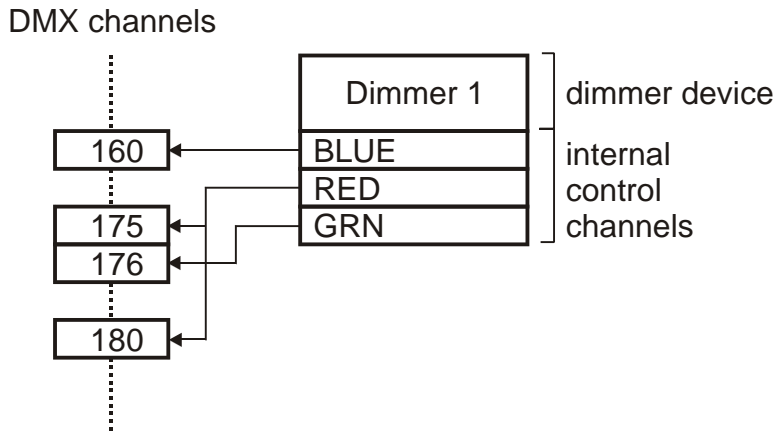 DMX channels
Dimmer 1
dimmer device
160
BLUE
internal
RED
control
175
GRN
channels
176
180